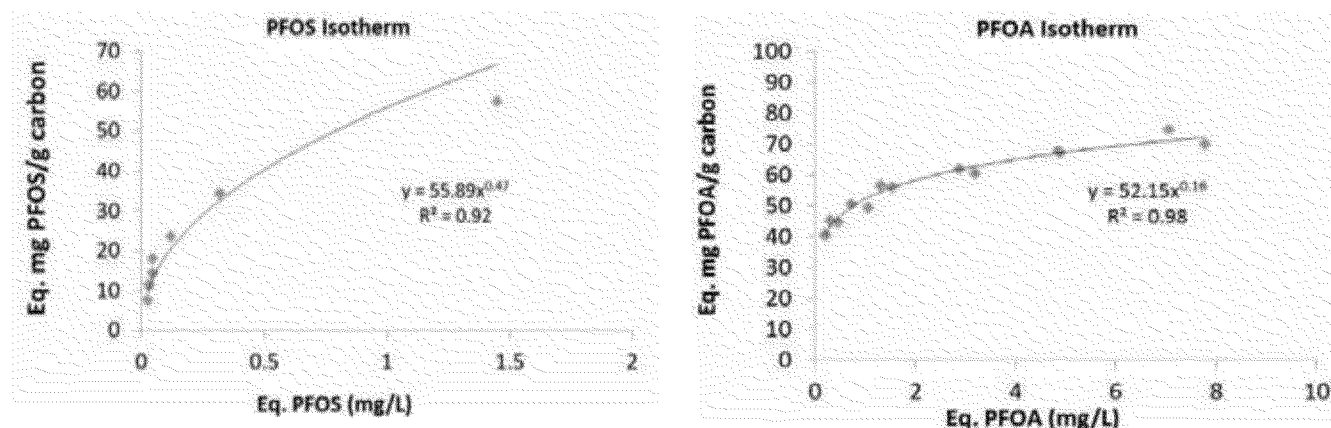 PFOS Isotherm
70
60
50
40
30
20
10
0
Eq. mg PFOS/g carbon
y = 55.89x^0.47
R² = 0.92
0 0.5 1 1.5 2
Eq. PFOS (mg/L)
PFOA Isotherm
100
90
80
70
60
50
40
30
20
10
0
Eq. mg PFOA/g carbon
y = 52.15x^0.16
R² = 0.98
0 2 4 6 8 10
Eq. PFOA (mg/L)